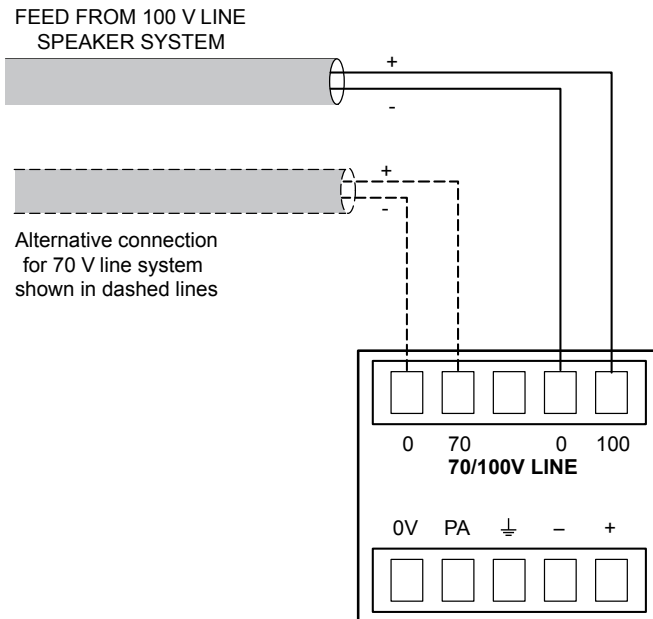 FEED FROM 100 V LINE
SPEAKER SYSTEM
+
-
+
-
Alternative connection
for 70 V line system
shown in dashed lines
0 70 0 100
70/100V LINE
0V PA ⏚ – +